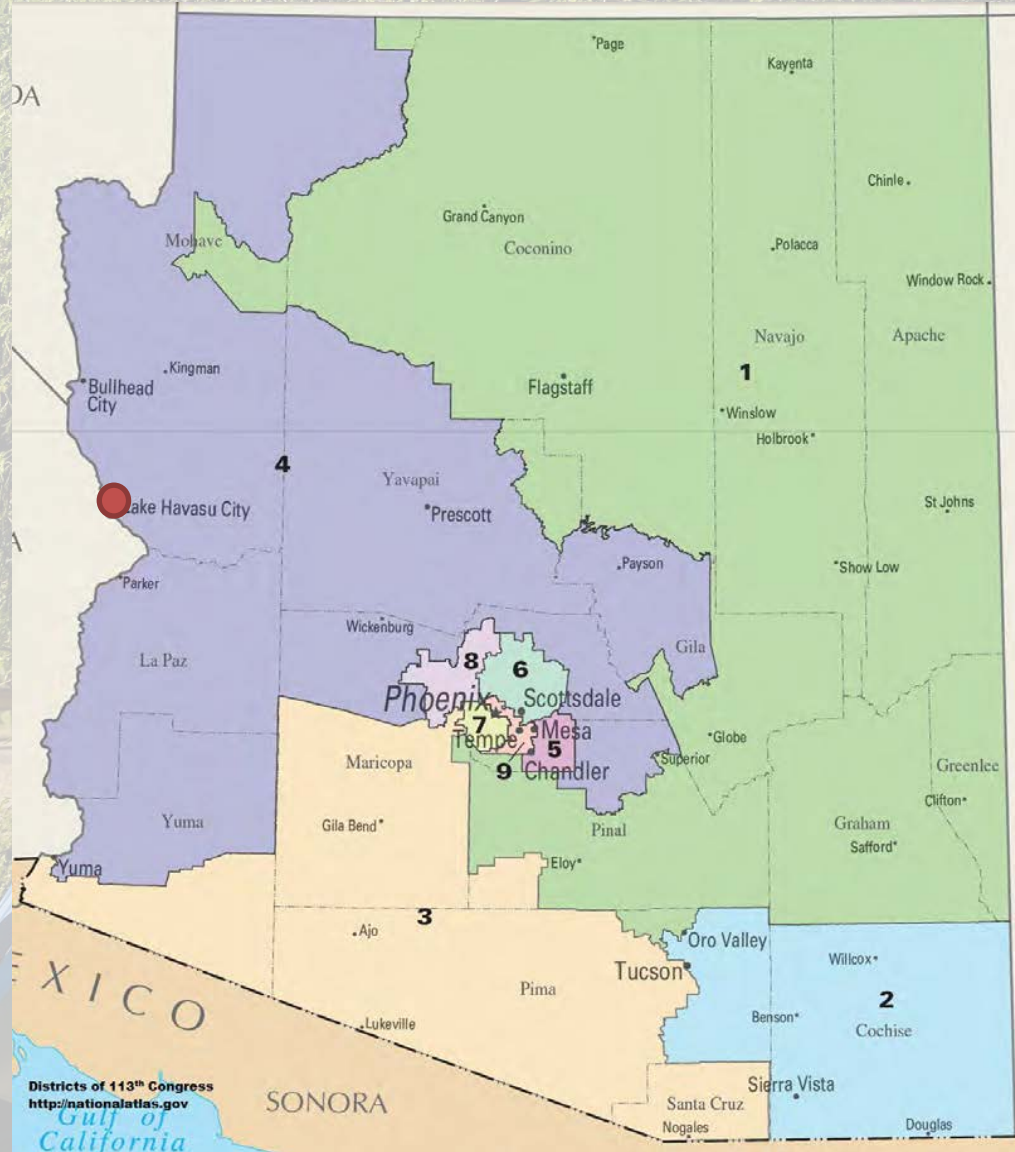 DA
Page
Kayenta
Chinle
Grand Canyon
Mohave
Coconino
Polacca
Window Rock
Navajo
Apache
Kingman
Bullhead
City
Flagstaff
1
Winslow
Holbrook
4
Yavapai
ake Havasu City
Prescott
St Johns
A
Payson
Show Low
Parker
Wickenburg
Gila
La Paz
8
6
Phoenix
Scottsdale
7
Mesa
Tempe
5
9
Chandler
Globe
Superior
Maricopa
Greenlee
Clifton
Yuma
Gila Bend
Pinal
Graham
Safford
Yuma
Eloy
3
Ajo
Oro Valley
Willcox
Tucson
EXICO
Pima
2
Benson
Cochise
Lukeville
Districts of 113th Congress
http://nationalatlas.gov
Gulf of
California
SONORA
Sierra Vista
Santa Cruz
Nogales
Douglas